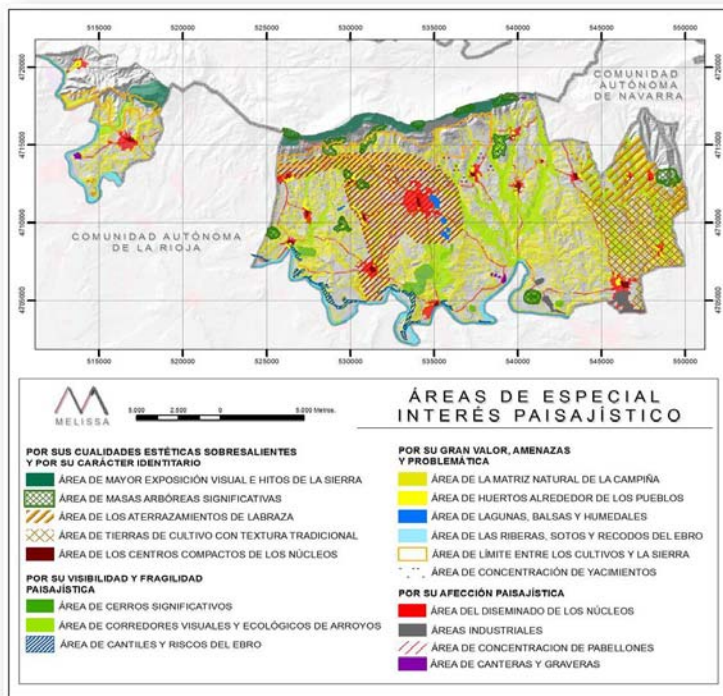 515000 520000 525000 530000 535000 540000 545000 550000
4720000
4715000
4710000
4705000
4720000
4715000
4710000
4705000
COMUNIDAD
AUTÓNOMA
DE NAVARRA
COMUNIDAD AUTÓNOMA
DE LA RIOJA
515000 520000 525000 530000 535000 540000 545000 550000
MELISSA
5.000 2.500 0 5.000 Metros.
ÁREAS DE ESPECIAL
INTERÉS PAISAJÍSTICO
POR SUS CUALIDADES ESTÉTICAS SOBRESALIENTES
Y POR SU CARÁCTER IDENTITARIO
ÁREA DE MAYOR EXPOSICIÓN VISUAL E HITOS DE LA SIERRA
ÁREA DE MASAS ARBÓREAS SIGNIFICATIVAS
ÁREA DE LOS ATERRAZAMIENTOS DE LABRAZA
ÁREA DE TIERRAS DE CULTIVO CON TEXTURA TRADICIONAL
ÁREA DE LOS CENTROS COMPACTOS DE LOS NÚCLEOS
POR SU VISIBILIDAD Y FRAGILIDAD
PAISAJÍSTICA
ÁREA DE CERROS SIGNIFICATIVOS
ÁREA DE CORREDORES VISUALES Y ECOLÓGICOS DE ARROYOS
ÁREA DE CANTILES Y RISCOS DEL EBRO
POR SU GRAN VALOR, AMENAZAS
Y PROBLEMÁTICA
ÁREA DE LA MATRIZ NATURAL DE LA CAMPIÑA
ÁREA DE HUERTOS ALREDEDOR DE LOS PUEBLOS
ÁREA DE LAGUNAS, BALSAS Y HUMEDALES
ÁREA DE LAS RIBERAS, SOTOS Y RECODOS DEL EBRO
ÁREA DE LÍMITE ENTRE LOS CULTIVOS Y LA SIERRA
ÁREA DE CONCENTRACIÓN DE YACIMIENTOS
POR SU AFECCIÓN PAISAJÍSTICA
ÁREA DEL DISEMINADO DE LOS NÚCLEOS
ÁREAS INDUSTRIALES
ÁREA DE CONCENTRACION DE PABELLONES
ÁREA DE CANTERAS Y GRAVERAS